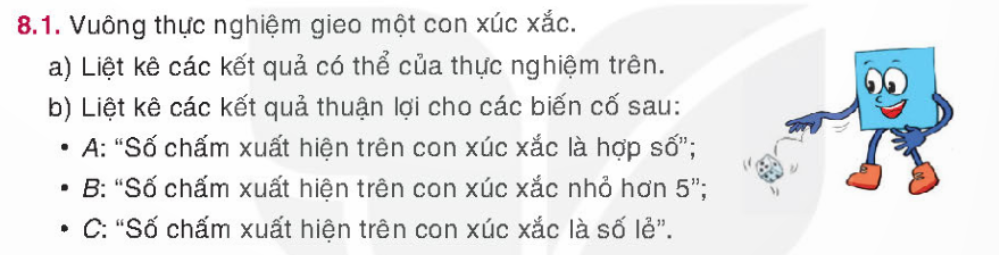 8.1. Vuông thực nghiệm gieo một con xúc xắc.
a) Liệt kê các kết quả có thể của thực nghiệm trên.
b) Liệt kê các kết quả thuận lợi cho các biến cố sau:
• A: “Số chấm xuất hiện trên con xúc xắc là hợp số”;
• B: “Số chấm xuất hiện trên con xúc xắc nhỏ hơn 5”;
• C: “Số chấm xuất hiện trên con xúc xắc là số lẻ”.